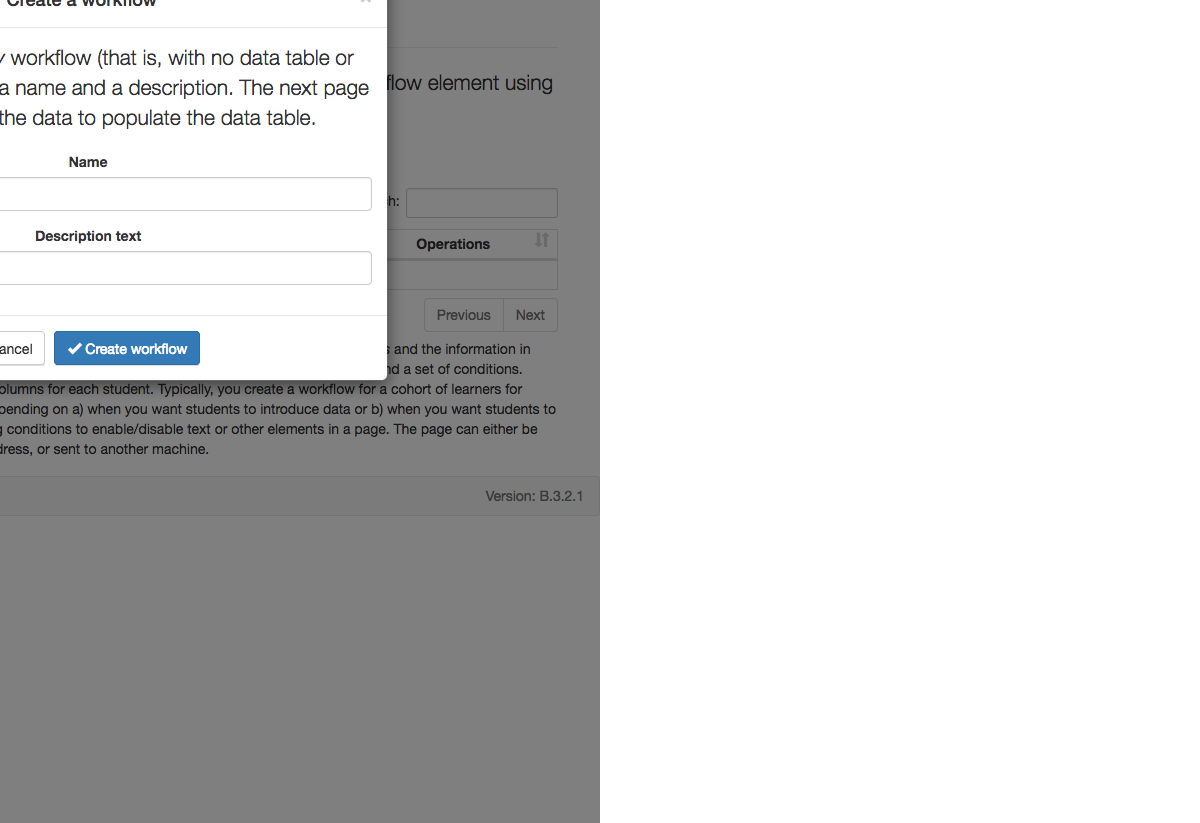 Create a workflow
workflow (that is, with no data table or
a name and a description. The next page
the data to populate the data table.
Name
Description text
Create workflow
flow element using
Operations
Previous Next
and the information in
and a set of conditions.
columns for each student. Typically, you create a workflow for a cohort of learners for
pending on a) when you want students to introduce data or b) when you want students to
conditions to enable/disable text or other elements in a page. The page can either be
dress, or sent to another machine.
Version: B.3.2.1